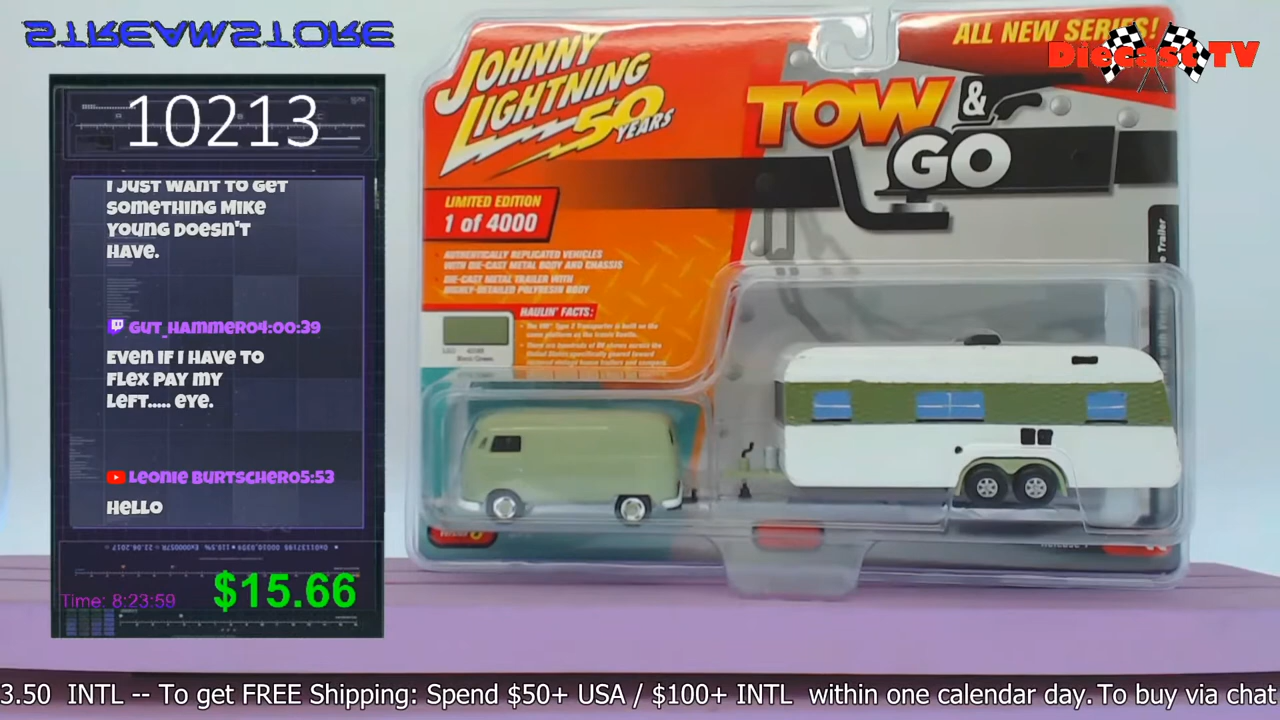 STREAMSTORE
10213
I just want to get
something Mike
Young doesn't
have.
Gut_Hammer04:00:39
Even if I have to
flex pay my
left..... eye.
Leonie Burtscher05:53
Hello
Time: 8:23:59
$15.66
JOHNNY
LIGHTNING
50
YEARS
LIMITED EDITION
1 of 4000
AUTHENTICALLY REPLICATED VEHICLES
WITH DIE-CAST METAL BODY AND CHASSIS
DIE-CAST METAL TRAILER WITH
HIGHLY-DETAILED POLYRESIN BODY
HAULIN' FACTS:
ALL NEW SERIES!
Diecast TV
TOW &
GO
Trailer
3.50 INTL -- To get FREE Shipping: Spend $50+ USA / $100+ INTL within one calendar day. To buy via chat